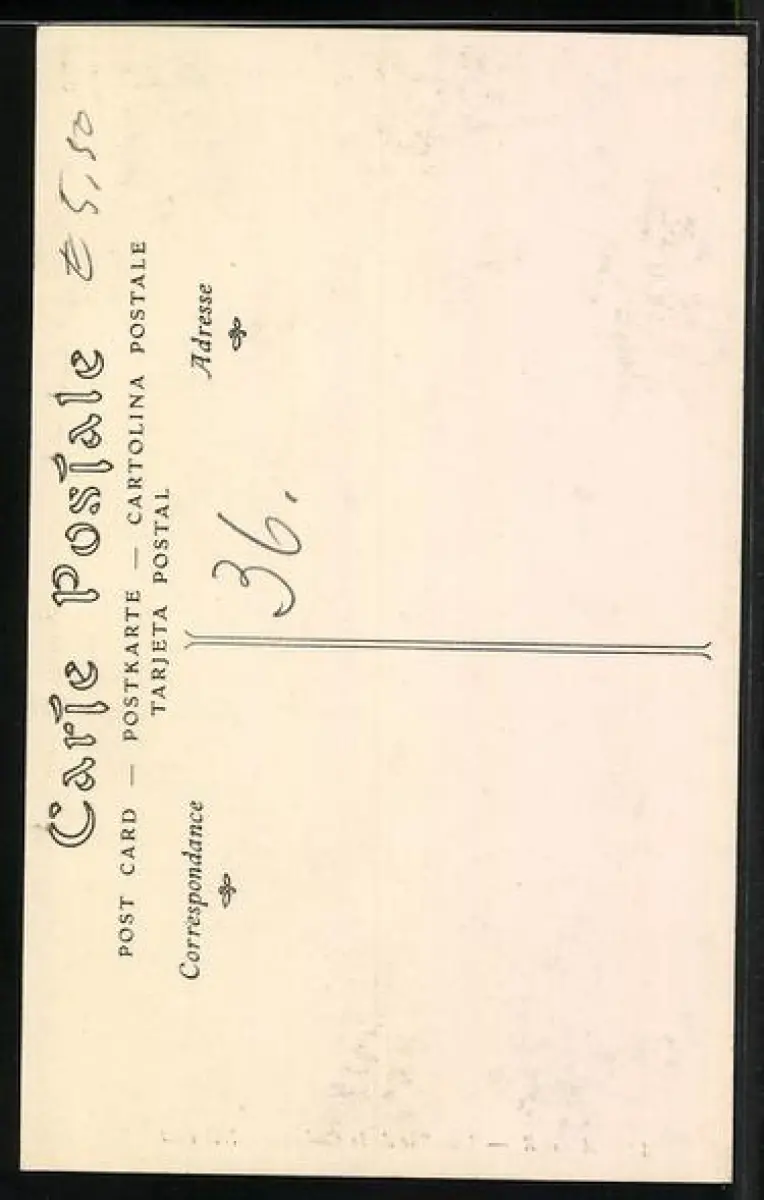 Carte Postale € 5,50
POST CARD — POSTKARTE — CARTOLINA POSTALE
TARJETA POSTAL
Correspondance
Adresse
36.